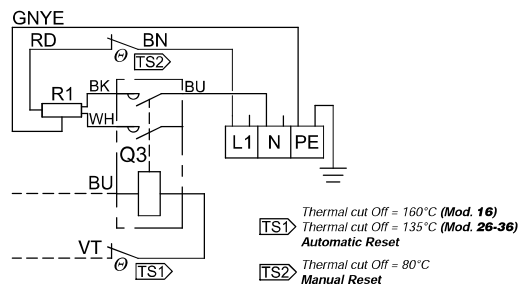 GNYE
RD
Θ
TS2
BN
R1
BK
BU
WH
L1 N PE
Q3
BU
VT
Θ
TS1
TS1 Thermal cut Off = 160°C (Mod. 16)
Thermal cut Off = 135°C (Mod. 26-36)
Automatic Reset
TS2 Thermal cut Off = 80°C
Manual Reset